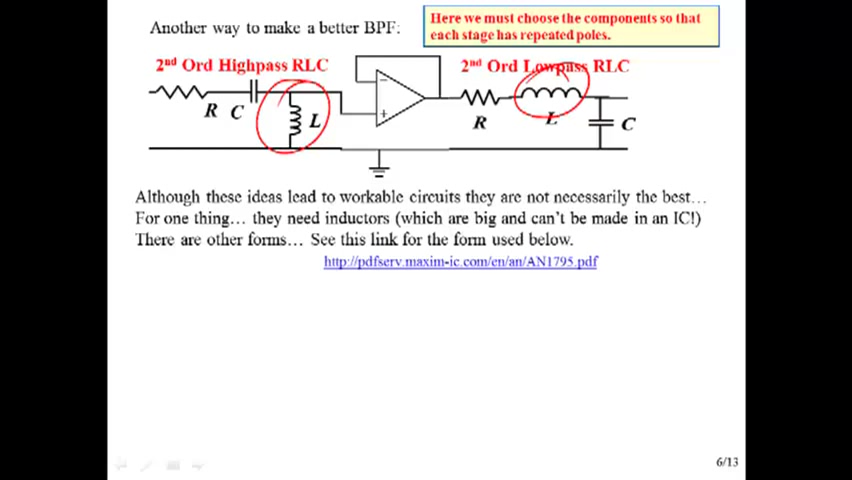 Another way to make a better BPF:
Here we must choose the components so that
each stage has repeated poles.
2nd Ord Highpass RLC
2nd Ord Lowpass RLC
R C
L
R
L
C
Although these ideas lead to workable circuits they are not necessarily the best…
For one thing… they need inductors (which are big and can't be made in an IC!)
There are other forms… See this link for the form used below.
http://pdfserv.maxim-ic.com/en/an/AN1795.pdf
6/13